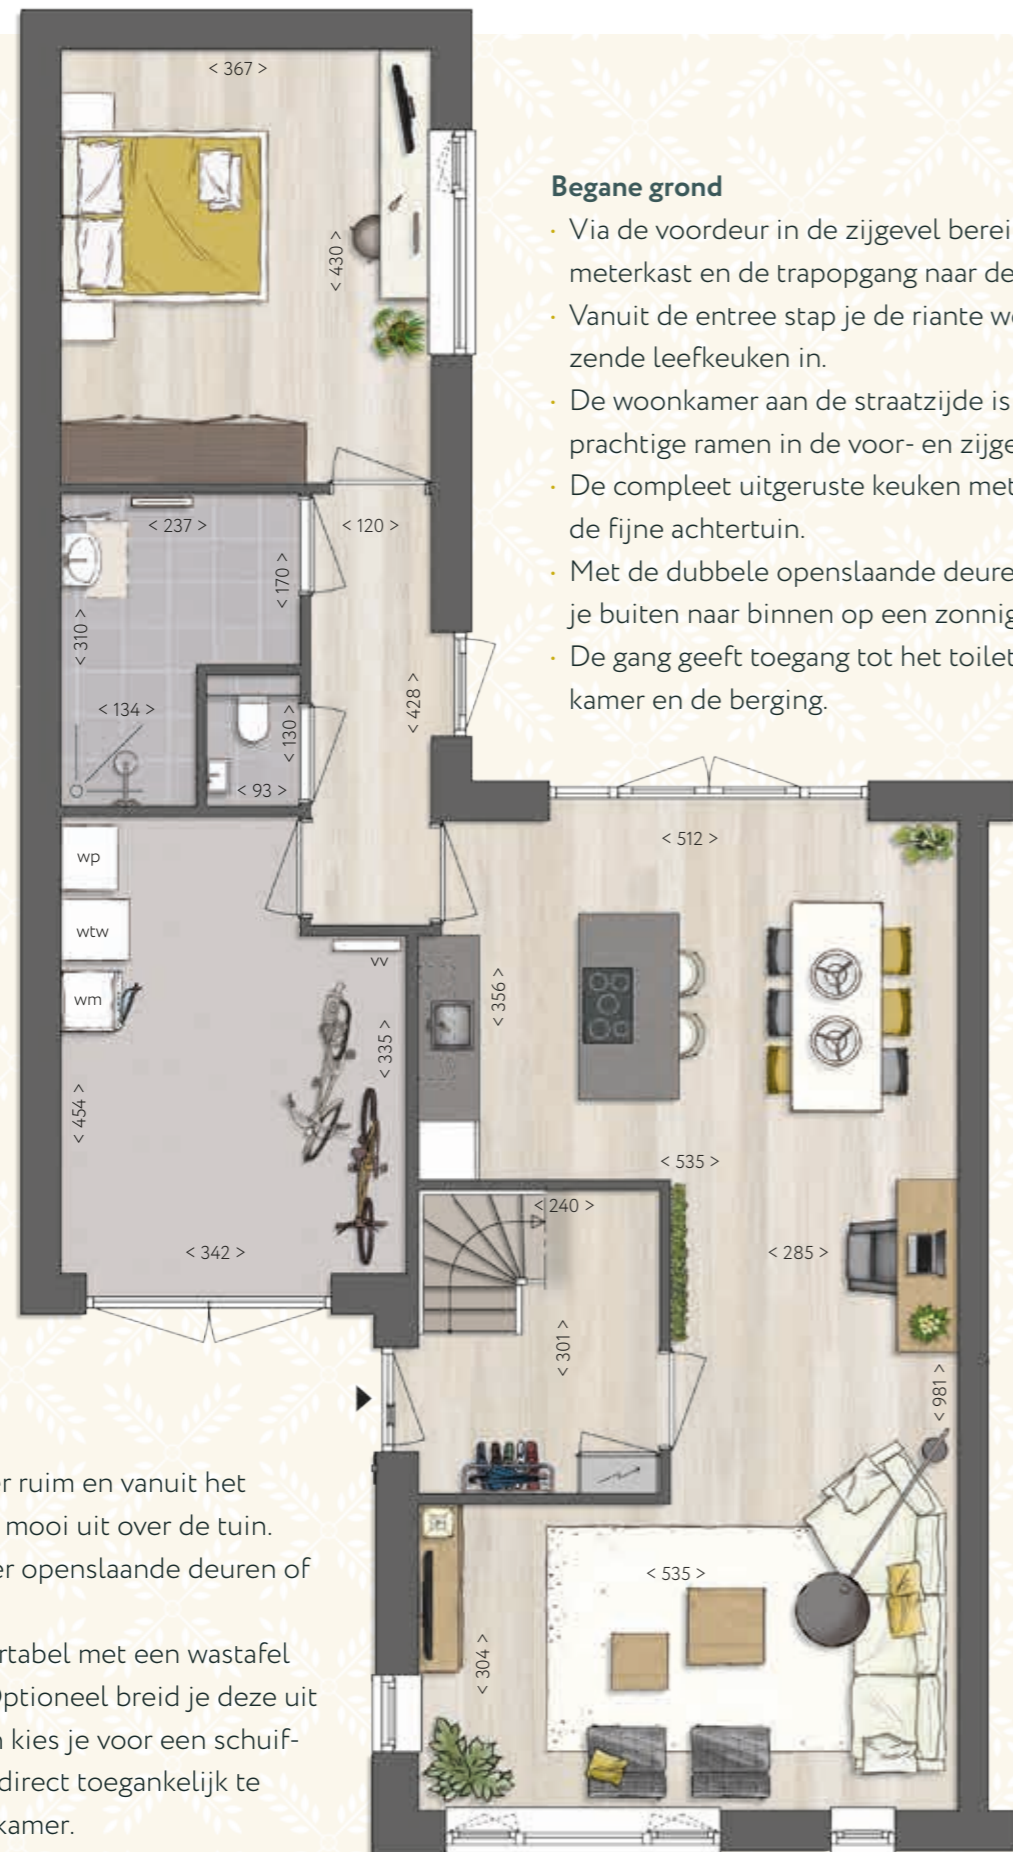 < 367 >
< 430 >
Begane grond
· Via de voordeur in de zijgevel berei
meterkast en de trapopgang naar de
· Vanuit de entree stap je de riante w
zende leefkeuken in.
· De woonkamer aan de straatzijde is
prachtige ramen in de voor- en zijge
· De compleet uitgeruste keuken met
de fijne achtertuin.
· Met de dubbele openslaande deure
je buiten naar binnen op een zonnig
· De gang geeft toegang tot het toilet
kamer en de berging.
< 237 >
< 120 >
< 170 >
< 310 >
< 134 >
< 130 >
< 428 >
< 93 >
wp
wtw
wm
vv
< 512 >
< 356 >
< 335 >
< 454 >
< 535 >
< 240 >
< 342 >
< 285 >
< 301 >
< 981 >
er ruim en vanuit het
mooi uit over de tuin.
er openslaande deuren of
rtabel met een wastafel
Optioneel breid je deze uit
n kies je voor een schuif-
direct toegankelijk te
kamer.
< 535 >
< 304 >